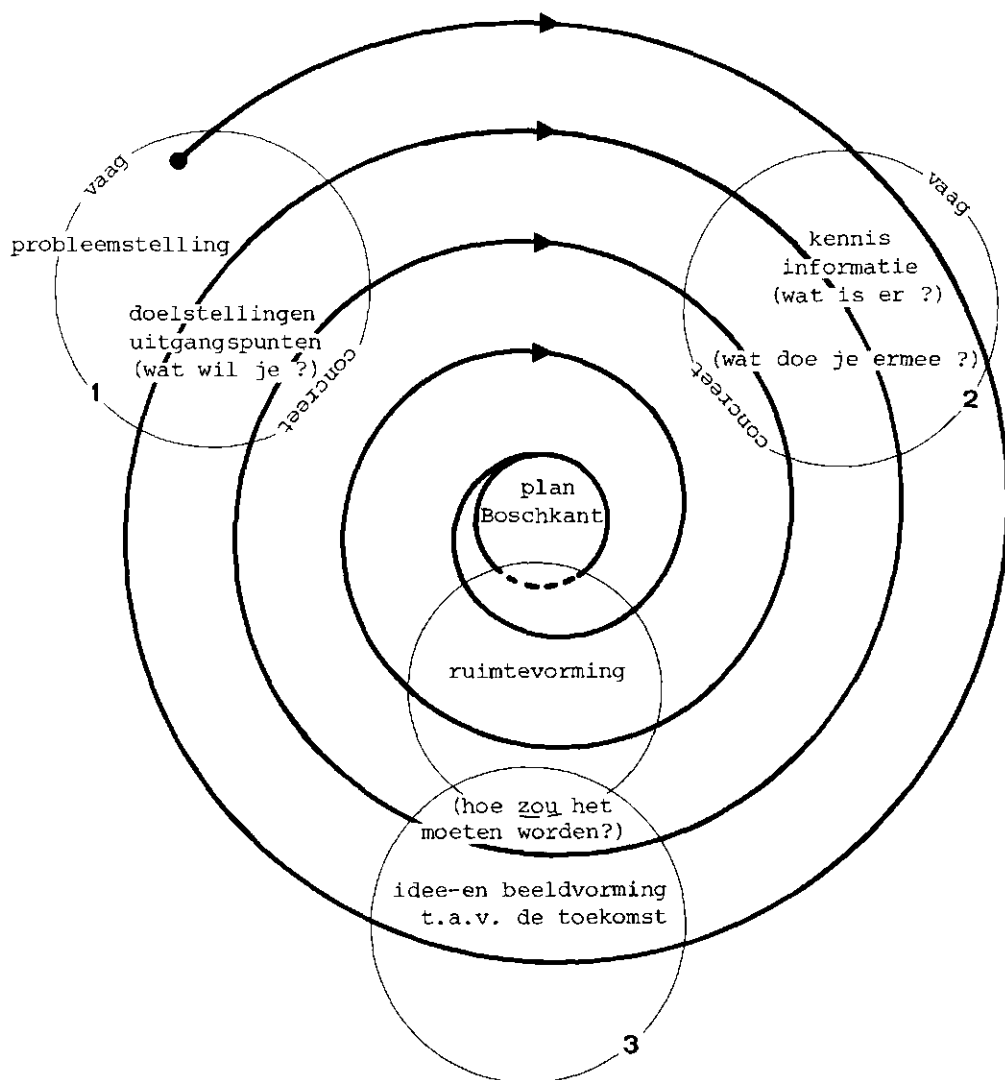 vaag
probleemstelling
doelstellingen
uitgangspunten
(wat wil je ?)
concreet
1
vaag
kennis
informatie
(wat is er ?)
(wat doe je ermee ?)
concreet
2
plan
Boschkant
ruimtevorming
(hoe zou het
moeten worden?)
idee-en beeldvorming
t.a.v. de toekomst
3